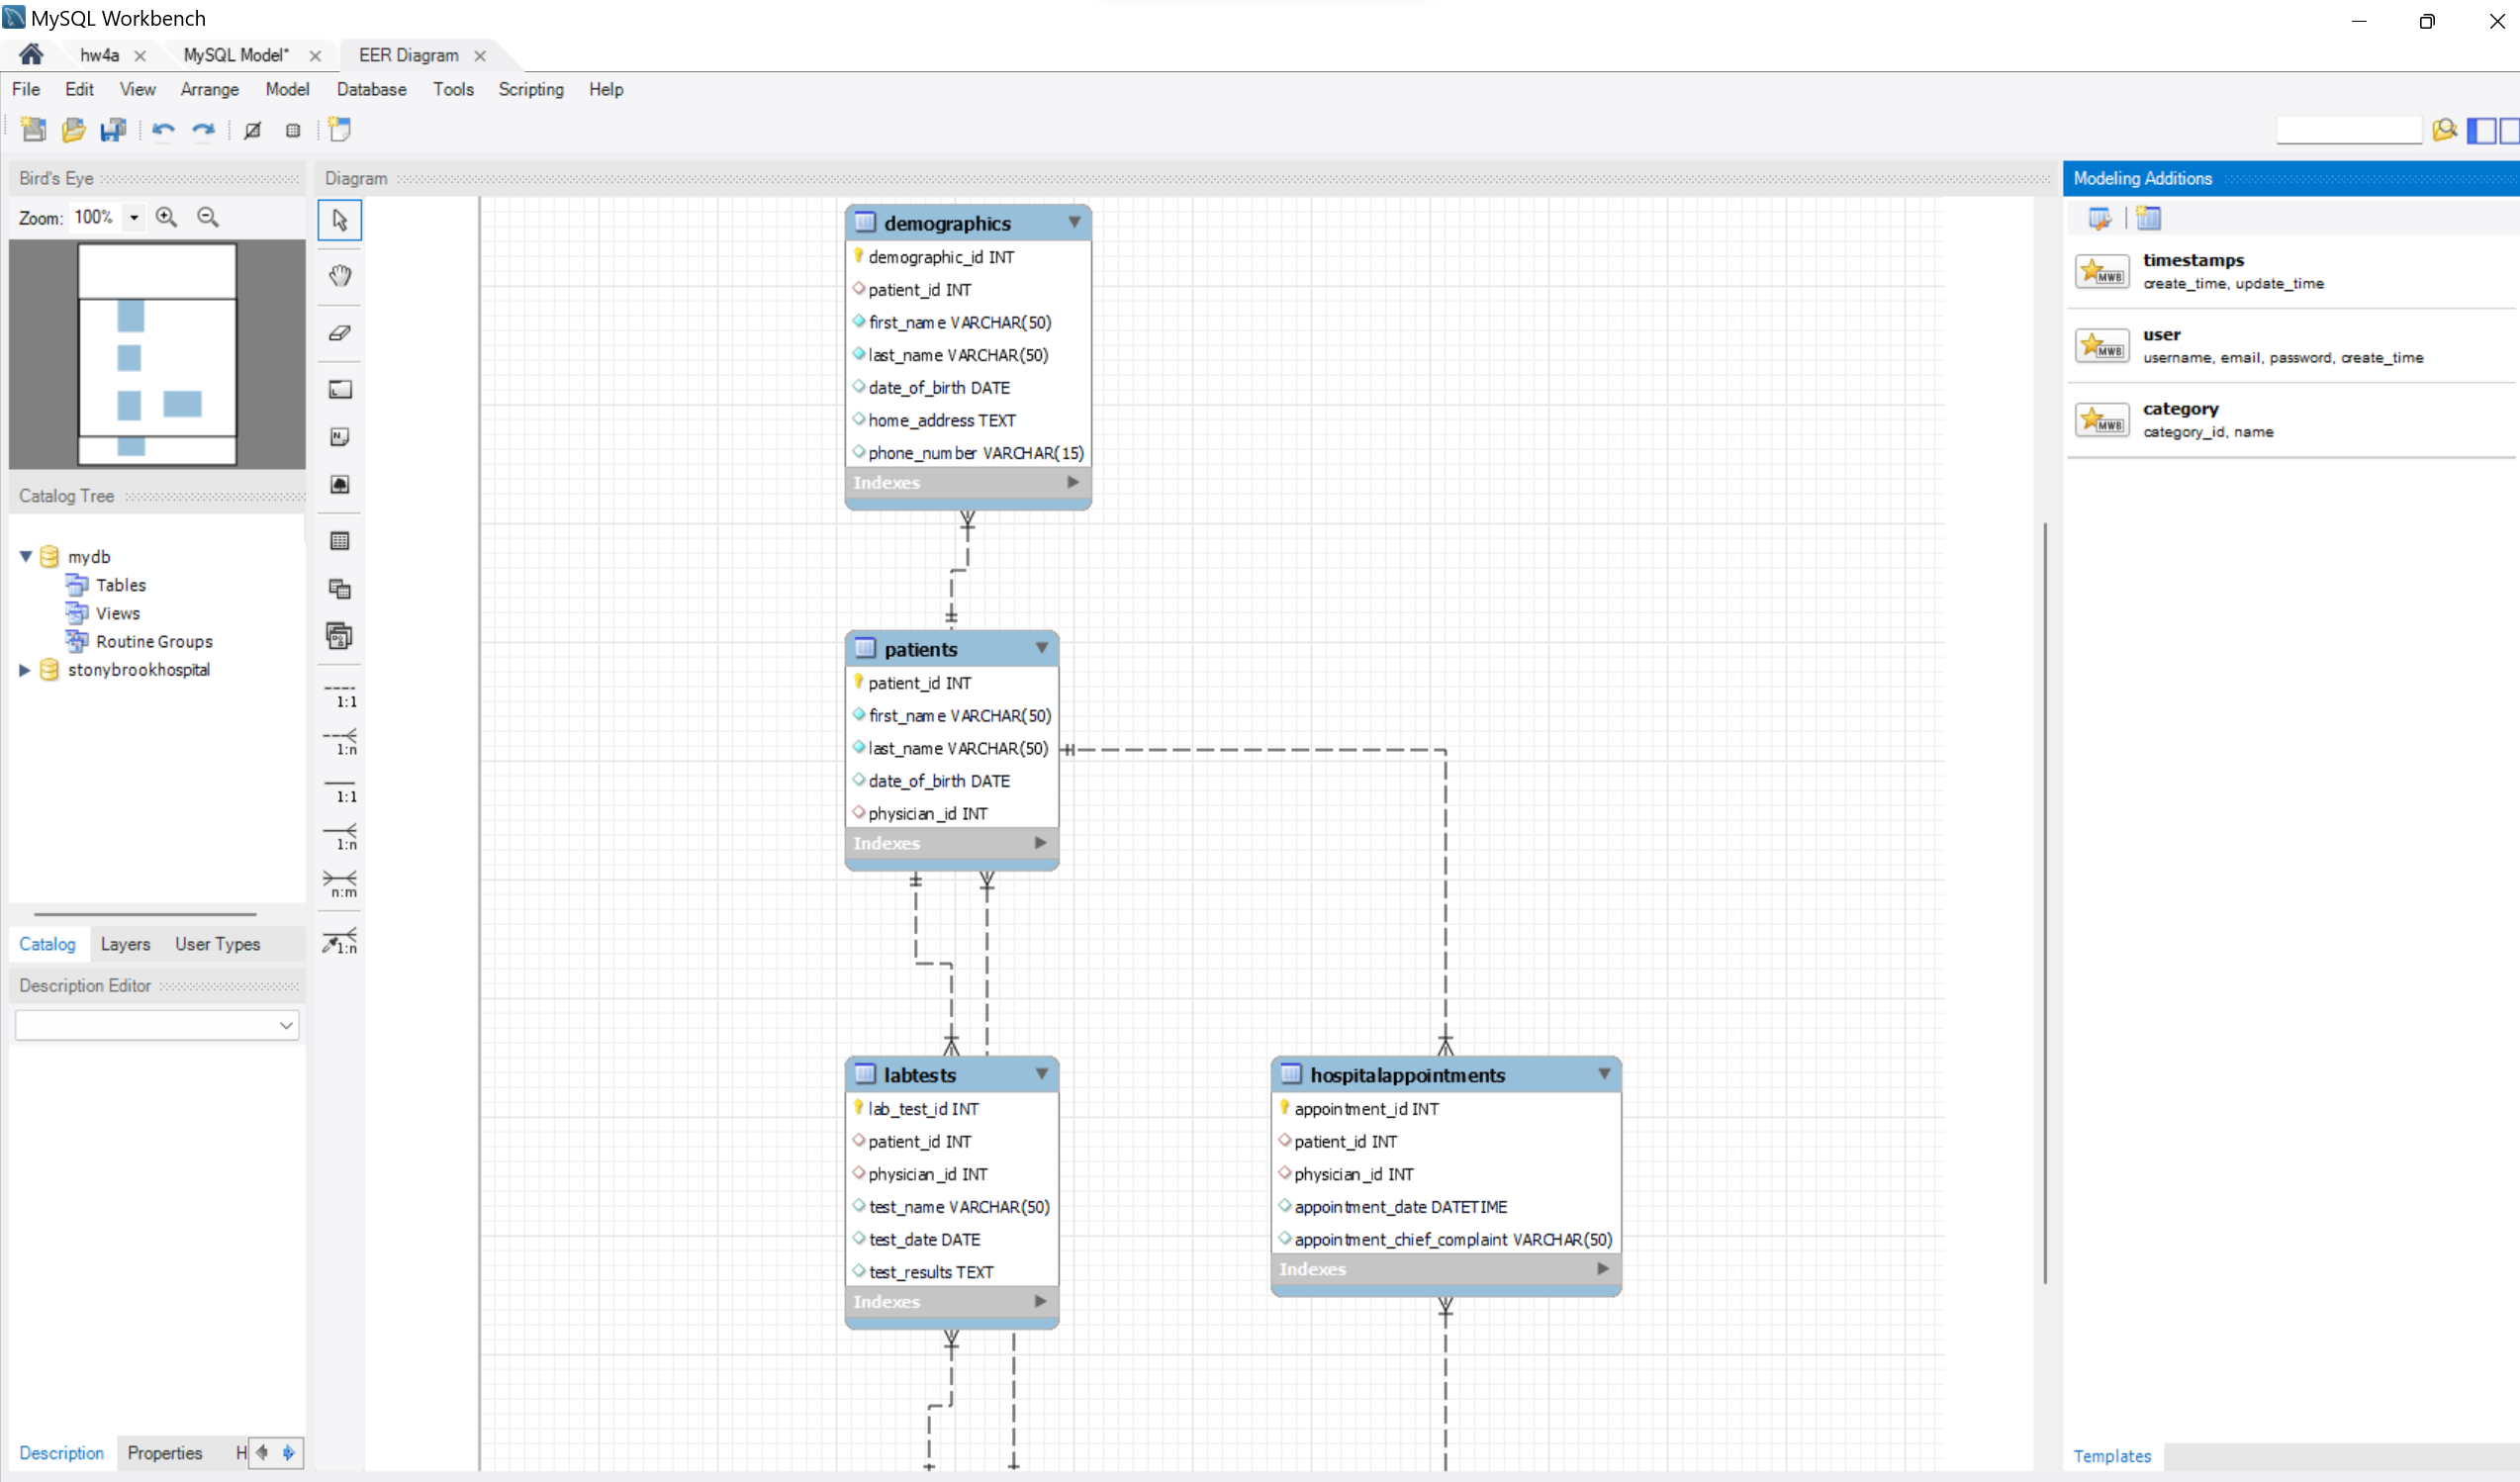 MySQL Workbench
hw4a
MySQL Model*
EER Diagram
File Edit View Arrange Model Database Tools Scripting Help
Bird's Eye
Zoom: 100%
Catalog Tree
mydb
Tables
Views
Routine Groups
stonybrookhospital
Catalog Layers User Types
Description Editor
Description Properties H
Diagram
1:1
1:n
1:1
1:n
n:m
1:n
demographics
demographic_id INT
patient_id INT
first_name VARCHAR(50)
last_name VARCHAR(50)
date_of_birth DATE
home_address TEXT
phone_number VARCHAR(15)
Indexes
patients
patient_id INT
first_name VARCHAR(50)
last_name VARCHAR(50)
date_of_birth DATE
physician_id INT
Indexes
labtests
lab_test_id INT
patient_id INT
physician_id INT
test_name VARCHAR(50)
test_date DATE
test_results TEXT
Indexes
hospitalappointments
appointment_id INT
patient_id INT
physician_id INT
appointment_date DATETIME
appointment_chief_complaint VARCHAR(50)
Indexes
Modeling Additions
MWB
timestamps
create_time, update_time
MWB
user
username, email, password, create_time
MWB
category
category_id, name
Templates